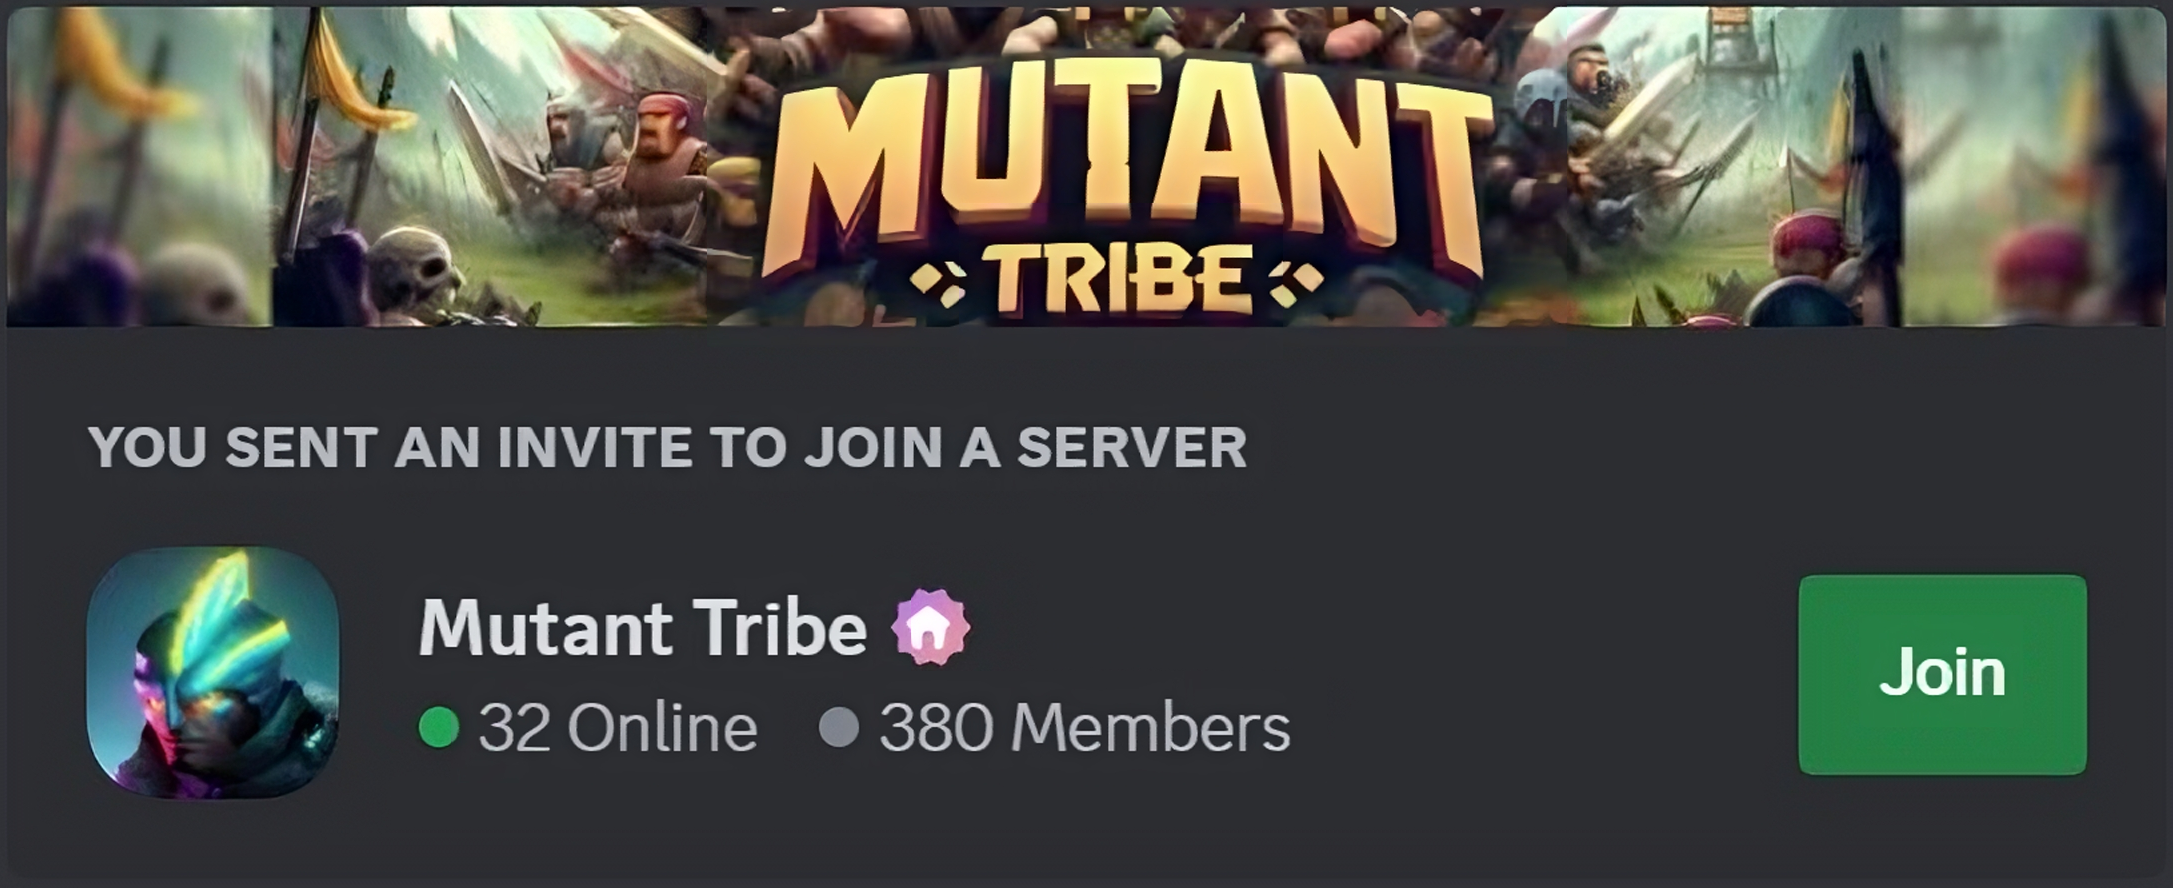 MUTANT
TRIBE
YOU SENT AN INVITE TO JOIN A SERVER
Mutant Tribe
32 Online 380 Members
Join